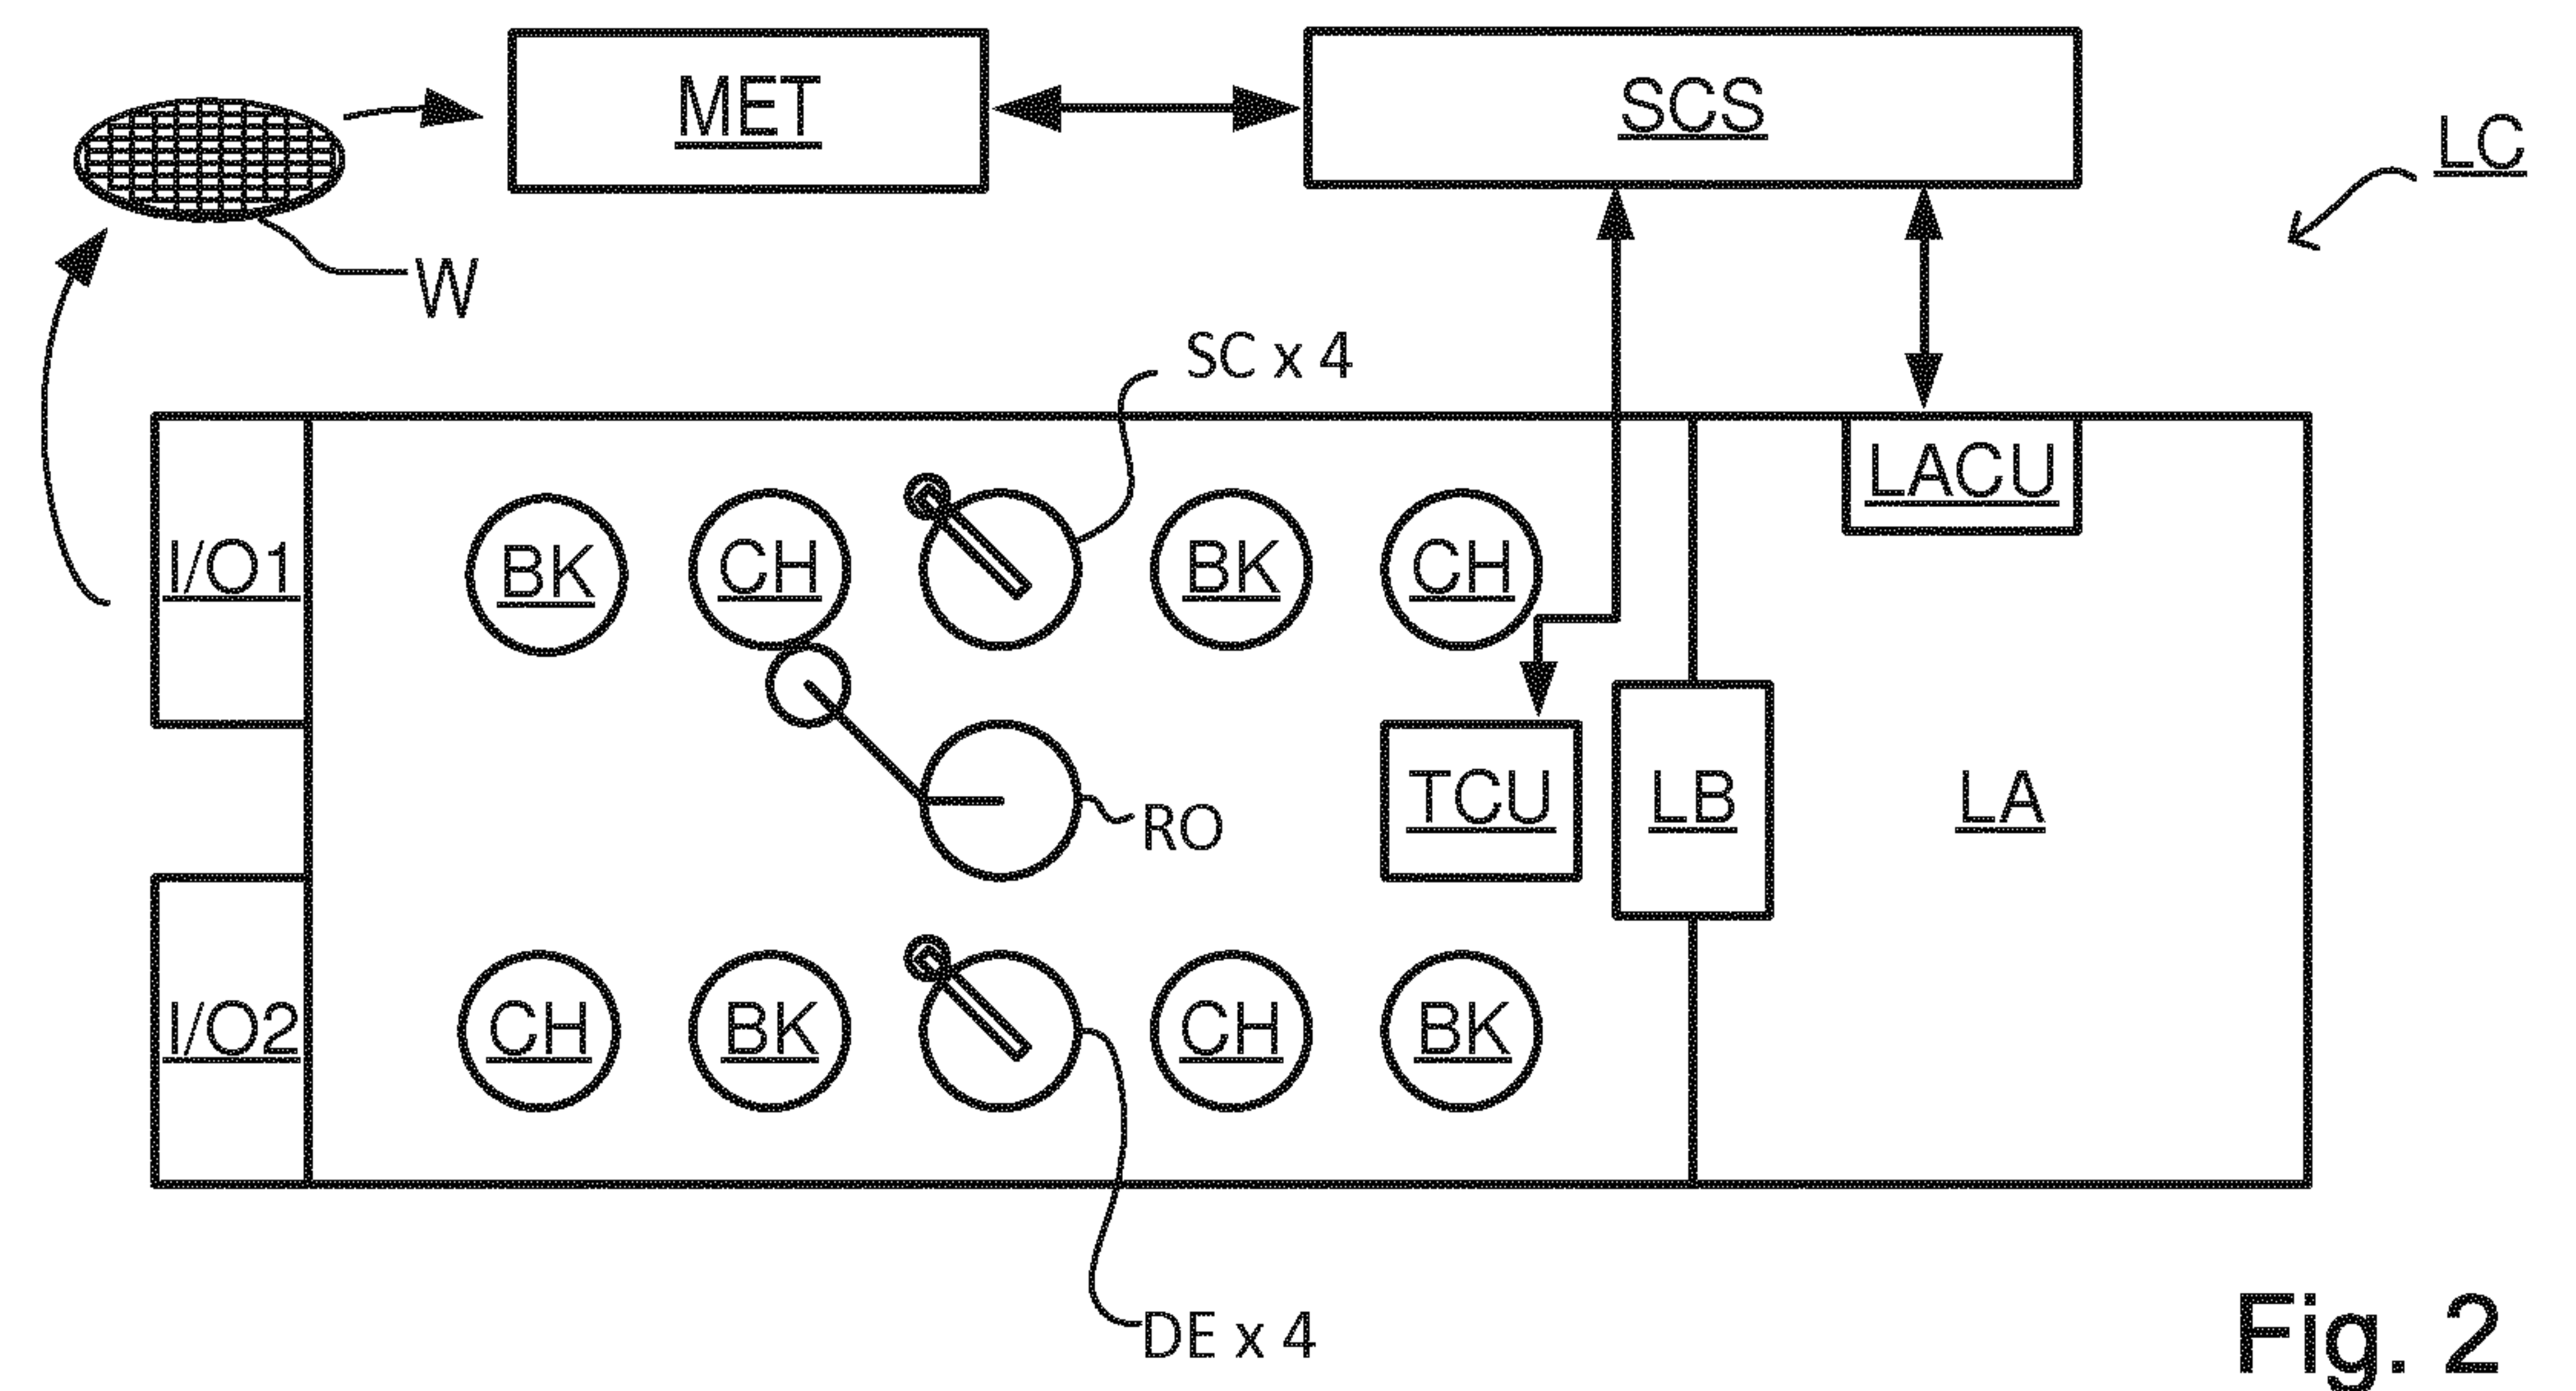 MET
SCS
LC
W
SC x 4
LACU
I/O1
BK
CH
BK
CH
RO
TCU
LB
LA
I/O2
CH
BK
CH
BK
DE x 4
Fig. 2